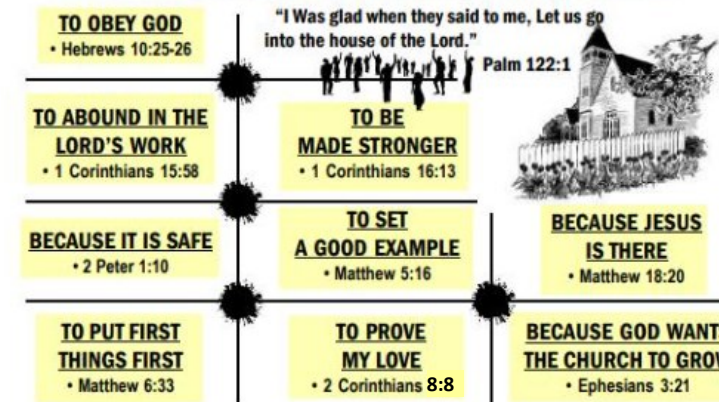 TO OBEY GOD
• Hebrews 10:25-26
“I Was glad when they said to me, Let us go
into the house of the Lord.”
Palm 122:1
TO ABOUND IN THE
LORD’S WORK
• 1 Corinthians 15:58
TO BE
MADE STRONGER
• 1 Corinthians 16:13
BECAUSE IT IS SAFE
• 2 Peter 1:10
TO SET
A GOOD EXAMPLE
• Matthew 5:16
BECAUSE JESUS
IS THERE
• Matthew 18:20
TO PUT FIRST
THINGS FIRST
• Matthew 6:33
TO PROVE
MY LOVE
• 2 Corinthians 8:8
BECAUSE GOD WANT
THE CHURCH TO GROW
• Ephesians 3:21